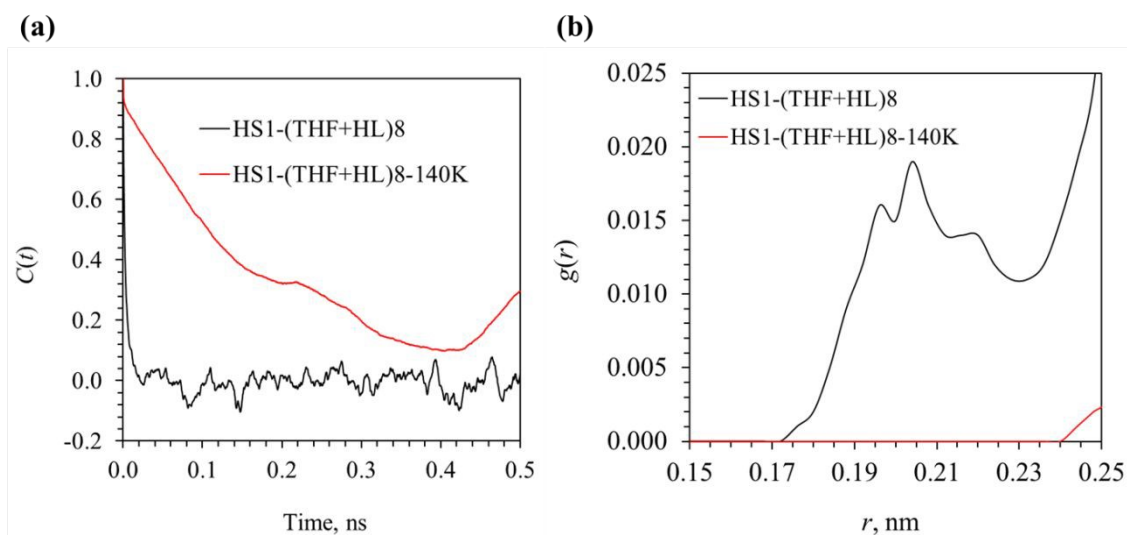 (a)
(b)
1.0
0.8
0.6
0.4
0.2
0.0
-0.2
C(t)
HS1-(THF+HL)8
HS1-(THF+HL)8-140K
0.0 0.1 0.2 0.3 0.4 0.5
Time, ns
0.025
0.020
0.015
0.010
0.005
0.000
g(r)
HS1-(THF+HL)8
HS1-(THF+HL)8-140K
0.15 0.17 0.19 0.21 0.23 0.25
r, nm